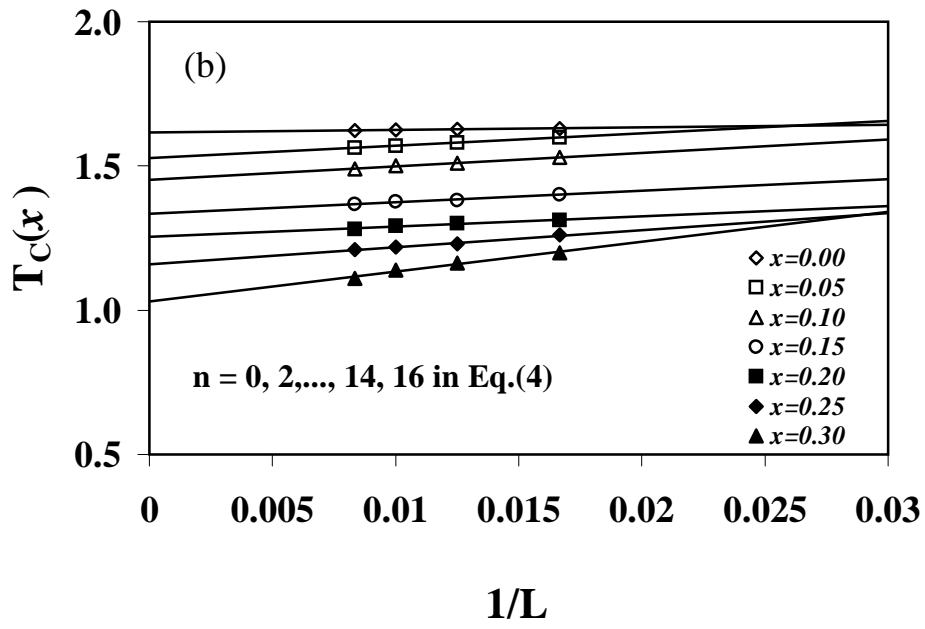 2.0
(b)
1.5
T_C(x)
x=0.00
x=0.05
1.0
x=0.10
x=0.15
n = 0, 2,..., 14, 16 in Eq.(4)
x=0.20
x=0.25
x=0.30
0.5
0 0.005 0.01 0.015 0.02 0.025 0.03
1/L